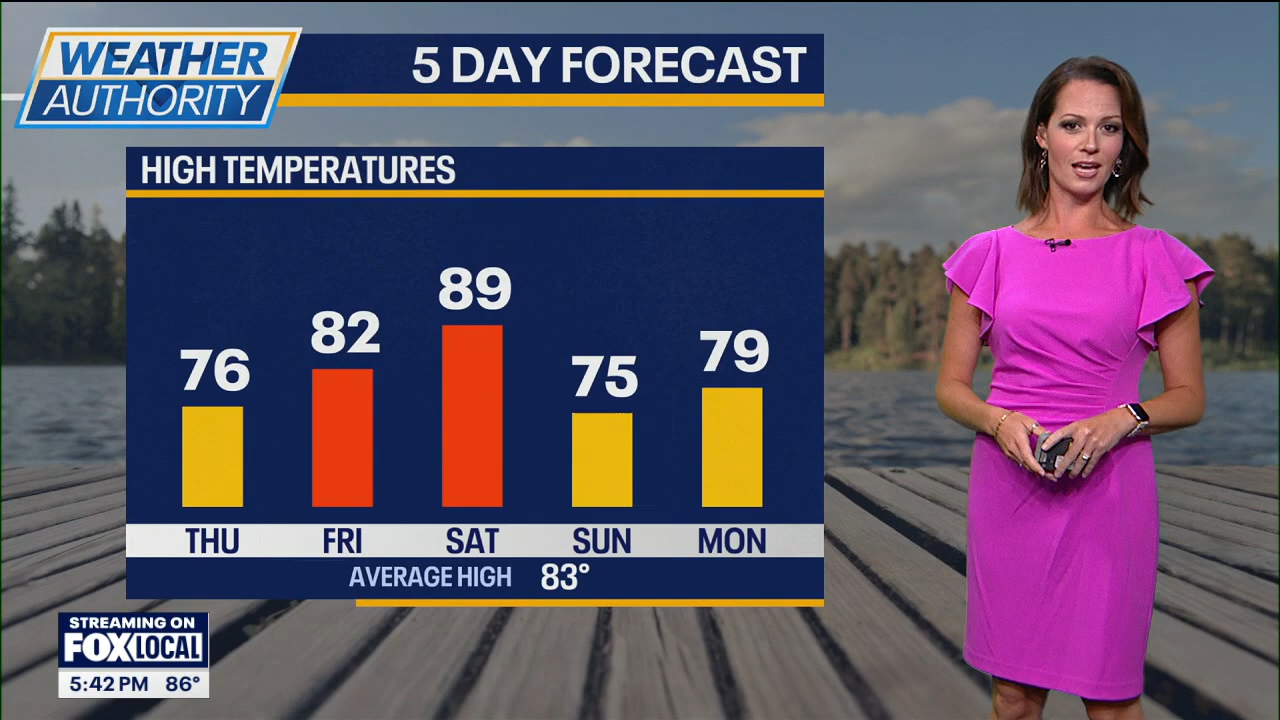 WEATHER
AUTHORITY
5 DAY FORECAST
HIGH TEMPERATURES
76 82 89 75 79
THU FRI SAT SUN MON
AVERAGE HIGH 83°
STREAMING ON
FOX LOCAL
5:42 PM 86°